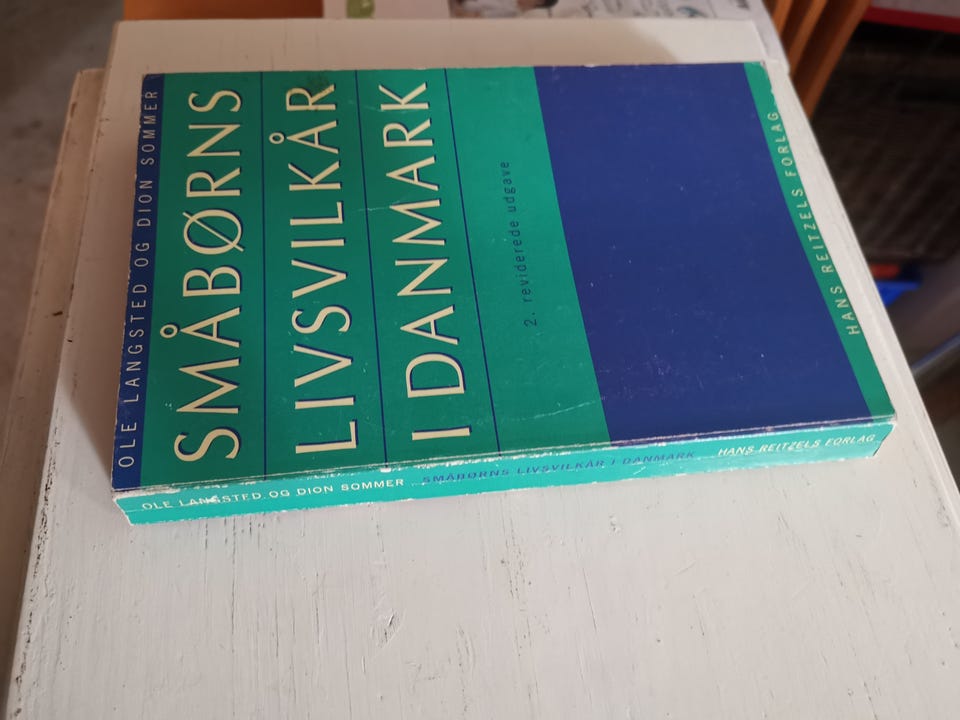 OLE LANGSTED OG DION SOMMER
SMÅBØRNS
LIVSVILKÅR
I DANMARK
2. reviderede udgave
HANS REITZELS FORLAG
OLE LANGSTED OG DION SOMMER SMÅBØRNS LIVSVILKÅR I DANMARK HANS REITZELS FORLAG